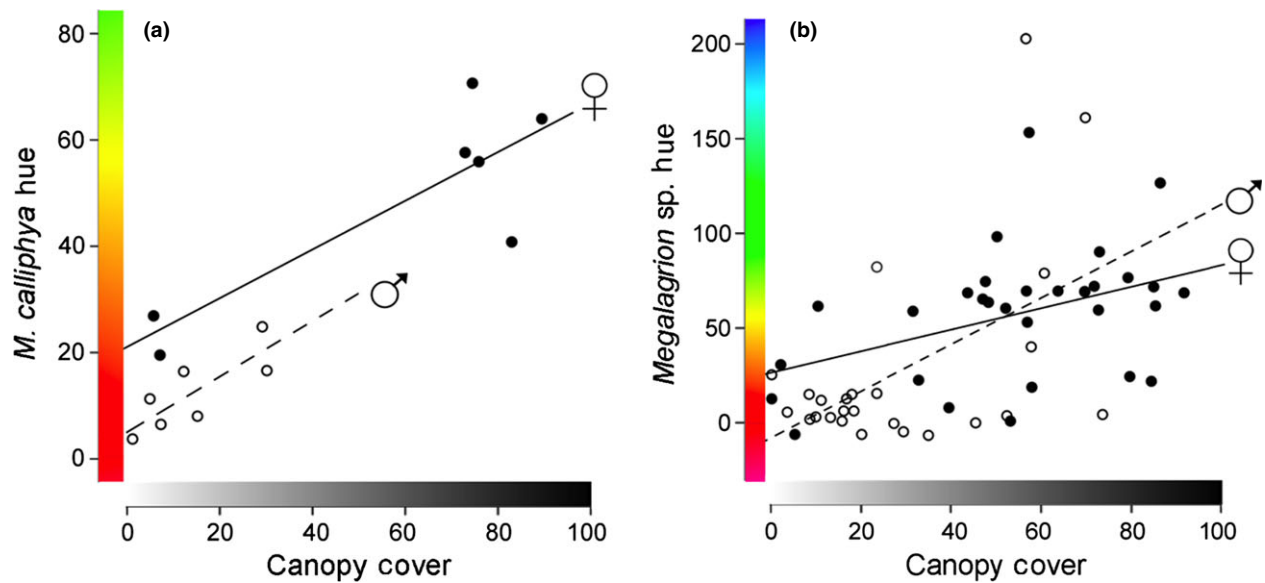 (a)
80
60
40
20
0
M. calliphya hue
♀
♂
0 20 40 60 80 100
Canopy cover
(b)
200
150
100
50
0
Megalagrion sp. hue
♂
♀
0 20 40 60 80 100
Canopy cover